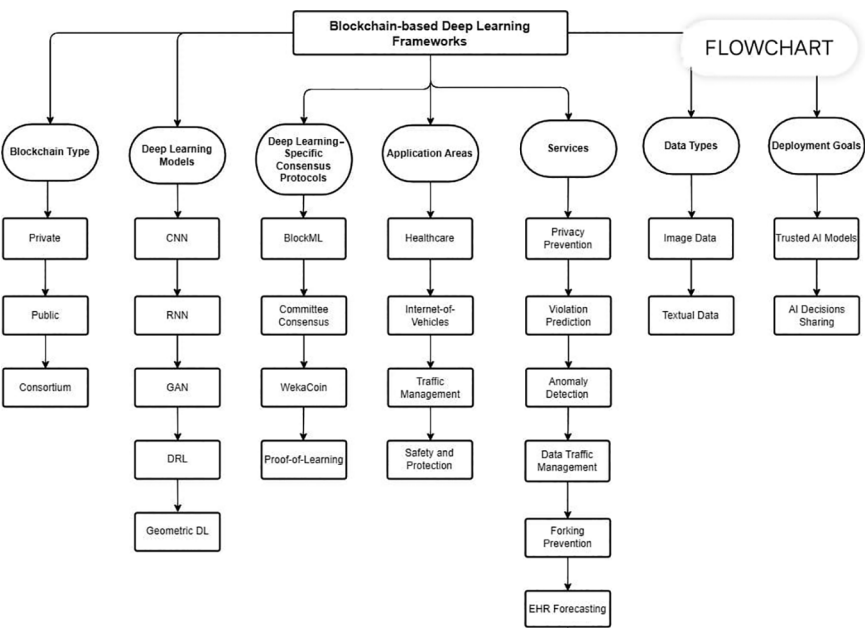 Blockchain-based Deep Learning
Frameworks
FLOWCHART
Blockchain Type
Deep Learning
Models
Deep Learning–
Specific
Consensus
Protocols
Application Areas
Services
Data Types
Deployment Goals
Private
CNN
BlockML
Healthcare
Privacy
Prevention
Image Data
Trusted AI Models
Public
RNN
Committee
Consensus
Internet-of-
Vehicles
Violation
Prediction
Textual Data
AI Decisions
Sharing
Consortium
GAN
WekaCoin
Traffic
Management
Anomaly
Detection
DRL
Proof-of-Learning
Safety and
Protection
Data Traffic
Management
Geometric DL
Forking
Prevention
EHR Forecasting